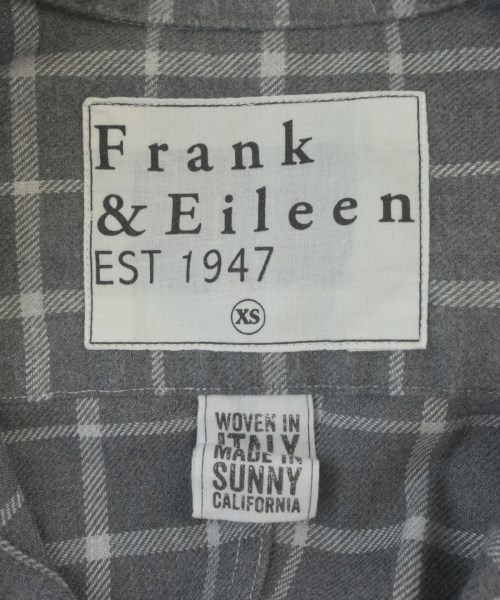 Frank
& Eileen
EST 1947
XS
WOVEN IN
ITALY
MADE IN
SUNNY
CALIFORNIA